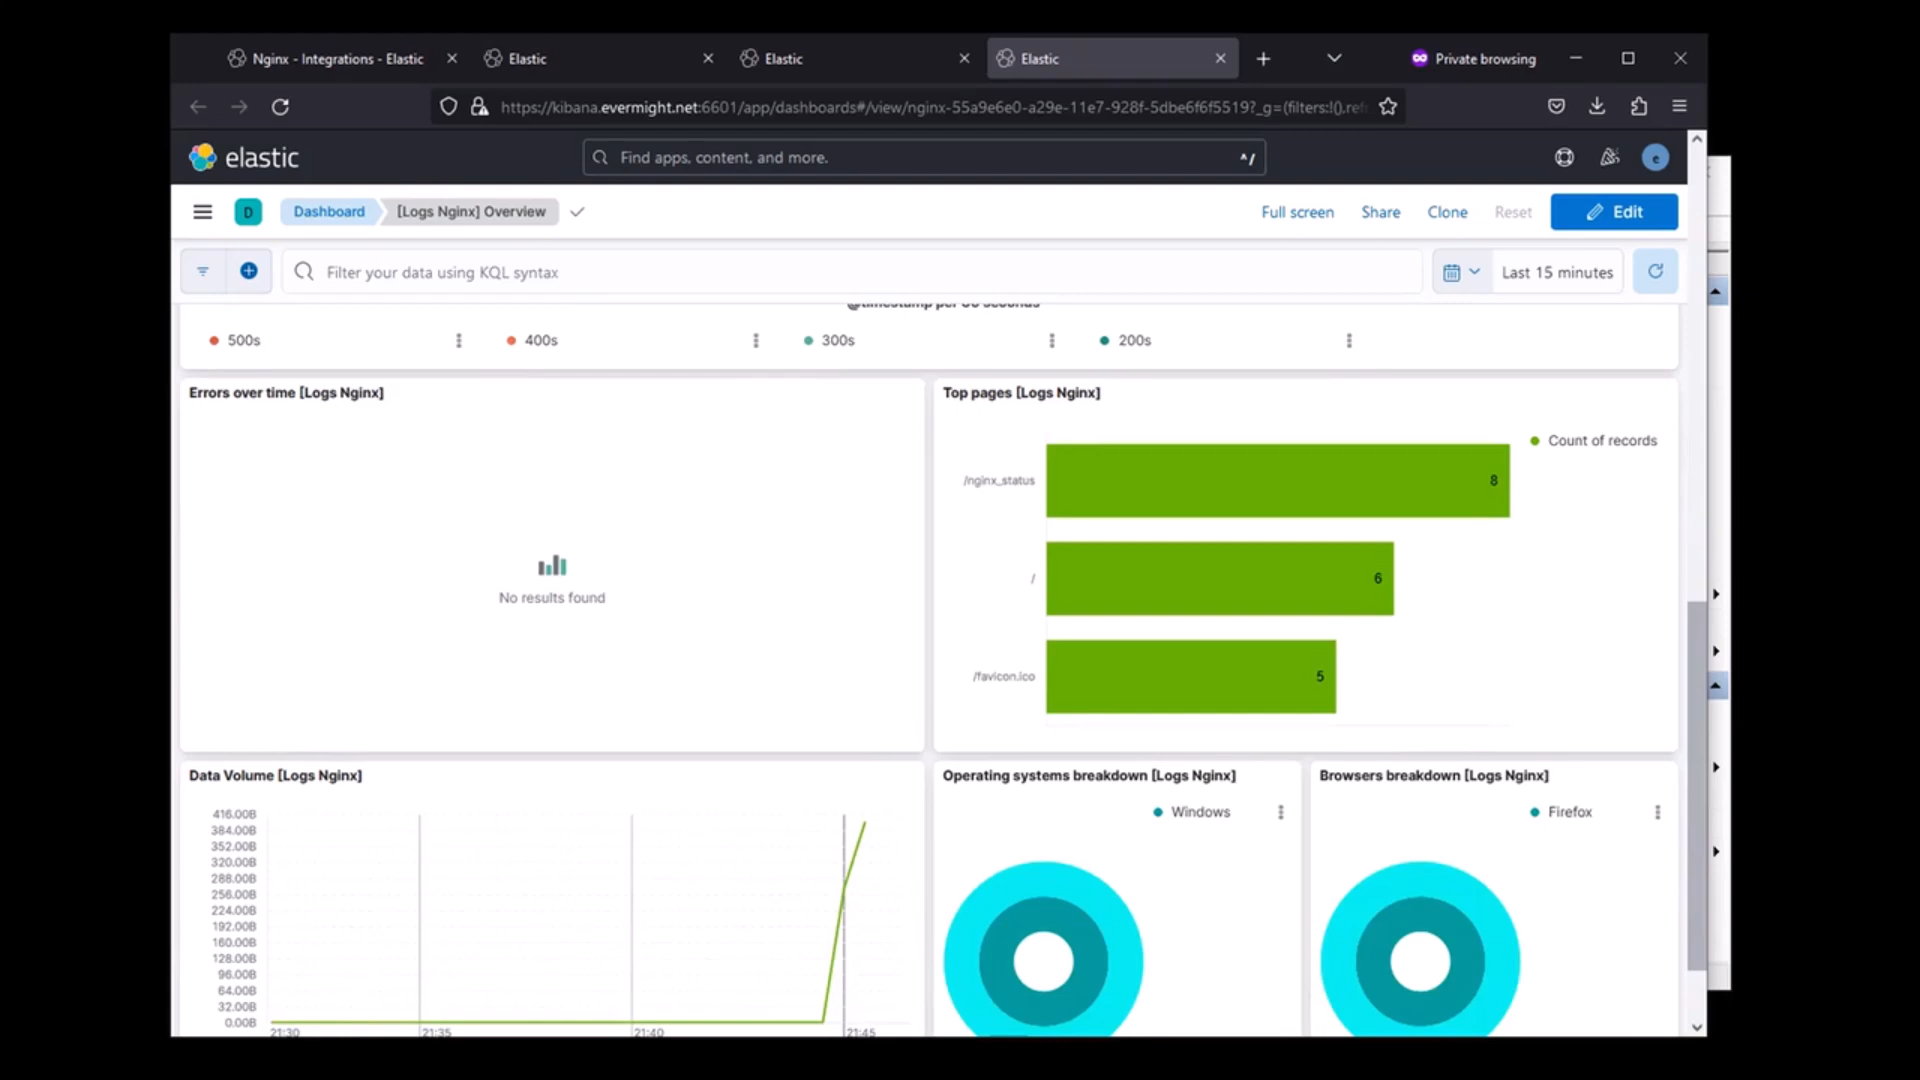 Nginx - Integrations - Elastic
Elastic
Elastic
Elastic
Private browsing
https://kibana.evermight.net:6601/app/dashboards#/view/nginx-55a9e6e0-a29e-11e7-928f-5dbe6f6f5519?_g=(filters:!(),refr
elastic
Find apps, content, and more.
^/
e
D
Dashboard
[Logs Nginx] Overview
Full screen
Share
Clone
Reset
Edit
Filter your data using KQL syntax
Last 15 minutes
@timestamp per 30 seconds
500s
400s
300s
200s
Errors over time [Logs Nginx]
No results found
Top pages [Logs Nginx]
Count of records
/nginx_status
8
/
6
/favicon.ico
5
Data Volume [Logs Nginx]
416.00B
384.00B
352.00B
320.00B
288.00B
256.00B
224.00B
192.00B
160.00B
128.00B
96.00B
64.00B
32.00B
0.00B
21:30
21:35
21:40
21:45
Operating systems breakdown [Logs Nginx]
Windows
Browsers breakdown [Logs Nginx]
Firefox